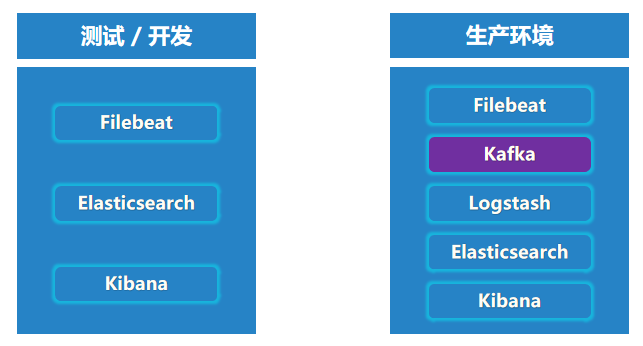 测试 / 开发
Filebeat
Elasticsearch
Kibana
生产环境
Filebeat
Kafka
Logstash
Elasticsearch
Kibana